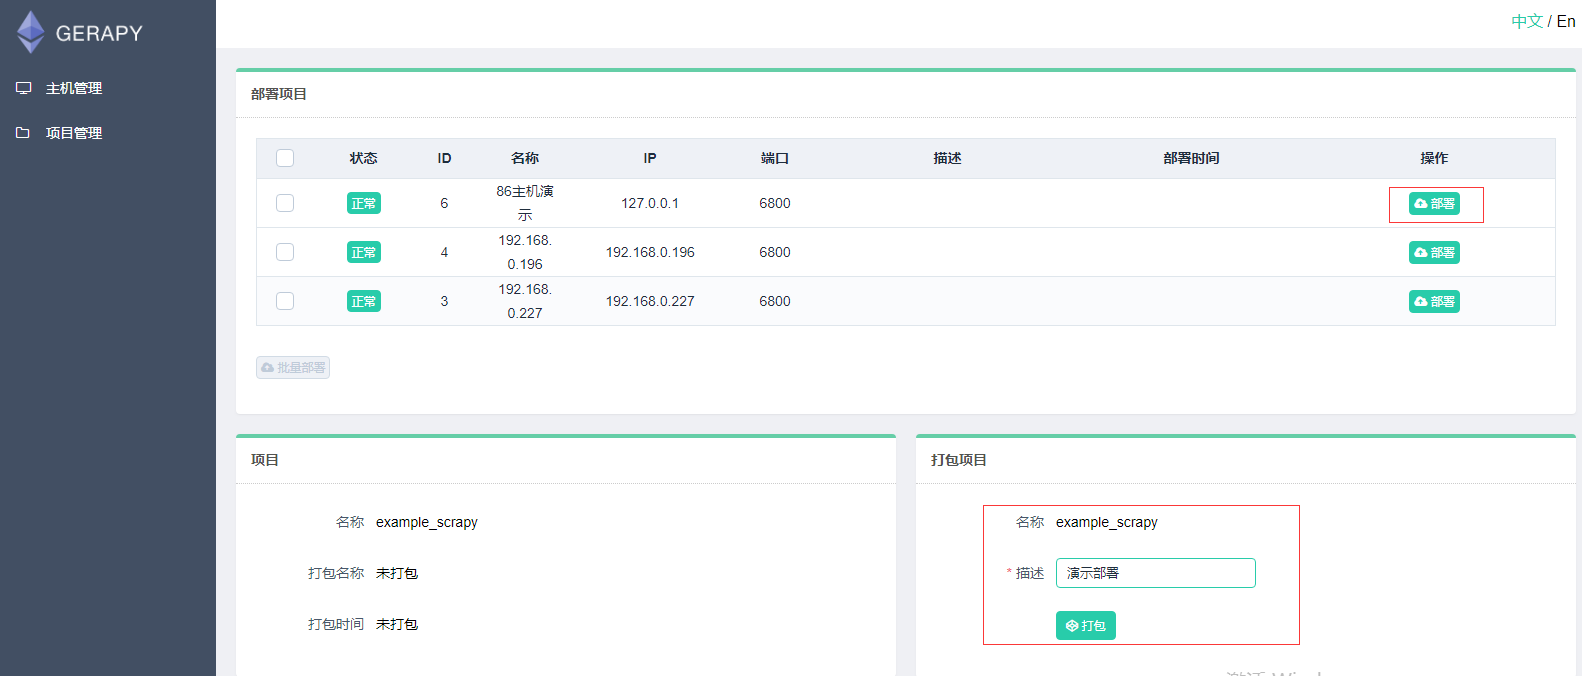 GERAPY
中文 / En
主机管理
项目管理
部署项目
状态 ID 名称 IP 端口 描述 部署时间 操作
正常 6 86主机演示 127.0.0.1 6800 部署
正常 4 192.168.0.196 192.168.0.196 6800 部署
正常 3 192.168.0.227 192.168.0.227 6800 部署
批量部署
项目
名称 example_scrapy
打包名称 未打包
打包时间 未打包
打包项目
名称 example_scrapy
* 描述 演示部署
打包